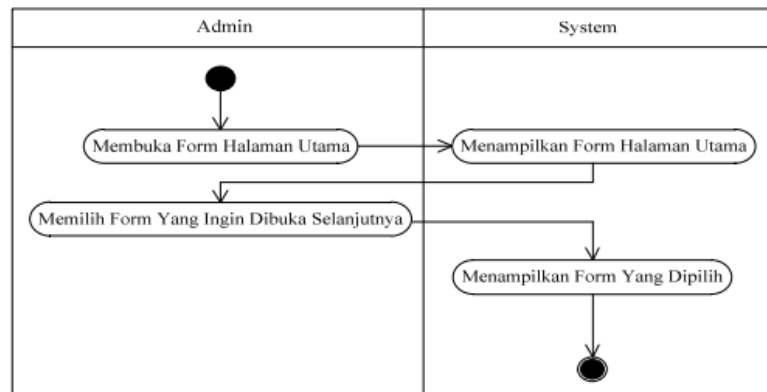 Admin
System
Membuka Form Halaman Utama
Menampilkan Form Halaman Utama
Memilih Form Yang Ingin Dibuka Selanjutnya
Menampilkan Form Yang Dipilih